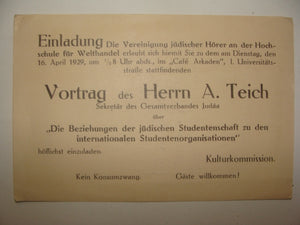 Einladung Die Vereinigung jüdischer Hörer an der Hoch-
schule für Welthandel erlaubt sich hiermit Sie zu dem am Dienstag, den
16. April 1929, um ½8 Uhr abds. im „Café Arkaden“, I. Universitäts-
straße stattfindenden
Vortrag des Herrn A. Teich
Sekretär des Gesamtverbandes Judäa
über
„Die Beziehungen der jüdischen Studentenschaft zu den
internationalen Studentenorganisationen“
höflichst einzuladen.
Kulturkommission.
Kein Konsumzwang. Gäste willkommen!